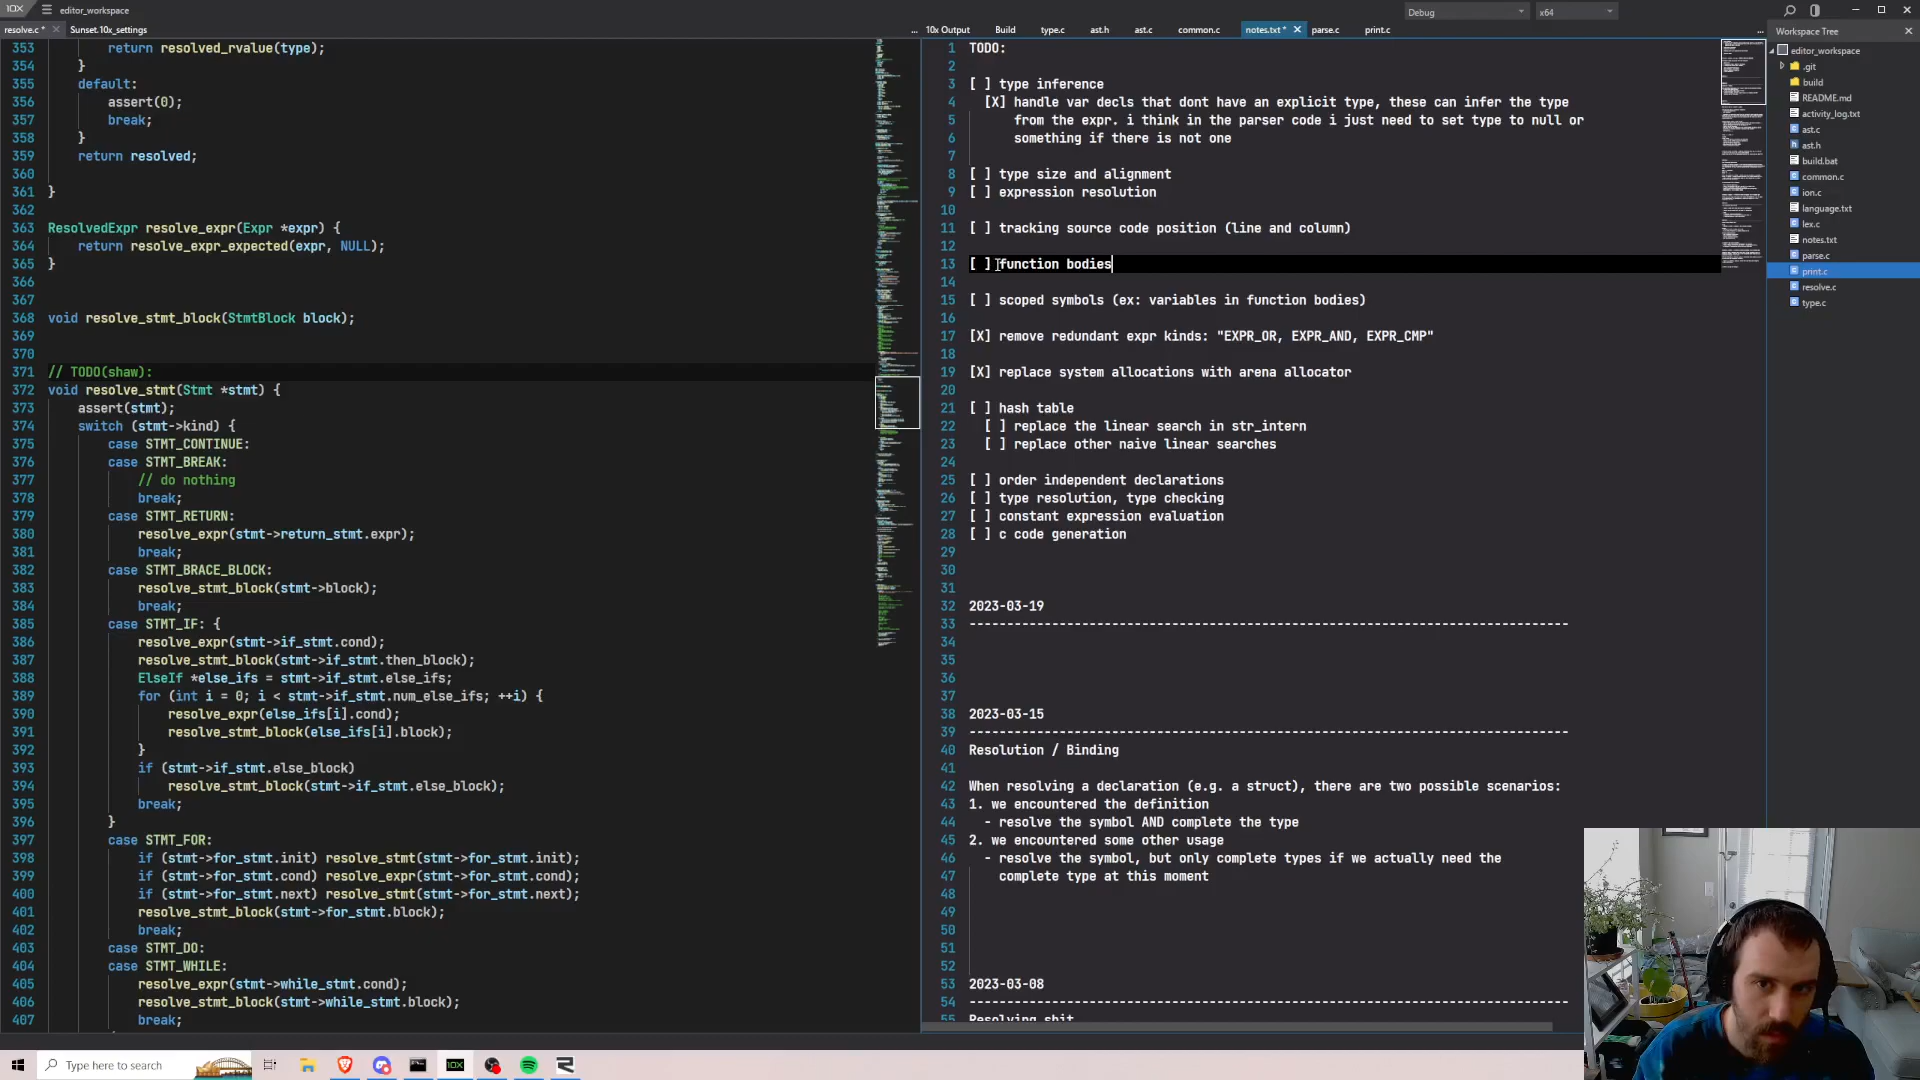 10X
editor_workspace
Debug
x64
resolve.c *
Sunset.10x_settings
...
353 return resolved_rvalue(type);
354 }
355 default:
356 assert(0);
357 break;
358 }
359 return resolved;
360
361 }
362
363 ResolvedExpr resolve_expr(Expr *expr) {
364 return resolve_expr_expected(expr, NULL);
365 }
366
367
368 void resolve_stmt_block(StmtBlock block);
369
370
371 // TODO(shaw):
372 void resolve_stmt(Stmt *stmt) {
373 assert(stmt);
374 switch (stmt->kind) {
375 case STMT_CONTINUE:
376 case STMT_BREAK:
377 // do nothing
378 break;
379 case STMT_RETURN:
380 resolve_expr(stmt->return_stmt.expr);
381 break;
382 case STMT_BRACE_BLOCK:
383 resolve_stmt_block(stmt->block);
384 break;
385 case STMT_IF: {
386 resolve_expr(stmt->if_stmt.cond);
387 resolve_stmt_block(stmt->if_stmt.then_block);
388 ElseIf *else_ifs = stmt->if_stmt.else_ifs;
389 for (int i = 0; i < stmt->if_stmt.num_else_ifs; ++i) {
390 resolve_expr(else_ifs[i].cond);
391 resolve_stmt_block(else_ifs[i].block);
392 }
393 if (stmt->if_stmt.else_block)
394 resolve_stmt_block(stmt->if_stmt.else_block);
395 break;
396 }
397 case STMT_FOR:
398 if (stmt->for_stmt.init) resolve_stmt(stmt->for_stmt.init);
399 if (stmt->for_stmt.cond) resolve_expr(stmt->for_stmt.cond);
400 if (stmt->for_stmt.next) resolve_stmt(stmt->for_stmt.next);
401 resolve_stmt_block(stmt->for_stmt.block);
402 break;
403 case STMT_DO:
404 case STMT_WHILE:
405 resolve_expr(stmt->while_stmt.cond);
406 resolve_stmt_block(stmt->while_stmt.block);
407 break;
10x Output
Build
type.c
ast.h
ast.c
common.c
notes.txt *
parse.c
print.c
...
1 TODO:
2
3 [ ] type inference
4 [X] handle var decls that dont have an explicit type, these can infer the type
5 from the expr. i think in the parser code i just need to set type to null or
6 something if there is not one
7
8 [ ] type size and alignment
9 [ ] expression resolution
10
11 [ ] tracking source code position (line and column)
12
13 [ ] function bodies
14
15 [ ] scoped symbols (ex: variables in function bodies)
16
17 [X] remove redundant expr kinds: "EXPR_OR, EXPR_AND, EXPR_CMP"
18
19 [X] replace system allocations with arena allocator
20
21 [ ] hash table
22 [ ] replace the linear search in str_intern
23 [ ] replace other naive linear searches
24
25 [ ] order independent declarations
26 [ ] type resolution, type checking
27 [ ] constant expression evaluation
28 [ ] c code generation
29
30
31
32 2023-03-19
33 --------------------------------------------------------------------------------
34
35
36
37
38 2023-03-15
39 --------------------------------------------------------------------------------
40 Resolution / Binding
41
42 When resolving a declaration (e.g. a struct), there are two possible scenarios:
43 1. we encountered the definition
44 - resolve the symbol AND complete the type
45 2. we encountered some other usage
46 - resolve the symbol, but only complete types if we actually need the
47 complete type at this moment
48
49
50
51
52
53 2023-03-08
54 --------------------------------------------------------------------------------
55 Resolving shit
Workspace Tree
editor_workspace
.git
build
README.md
activity_log.txt
ast.c
ast.h
build.bat
common.c
ion.c
language.txt
lex.c
notes.txt
parse.c
print.c
resolve.c
type.c
Type here to search
10X